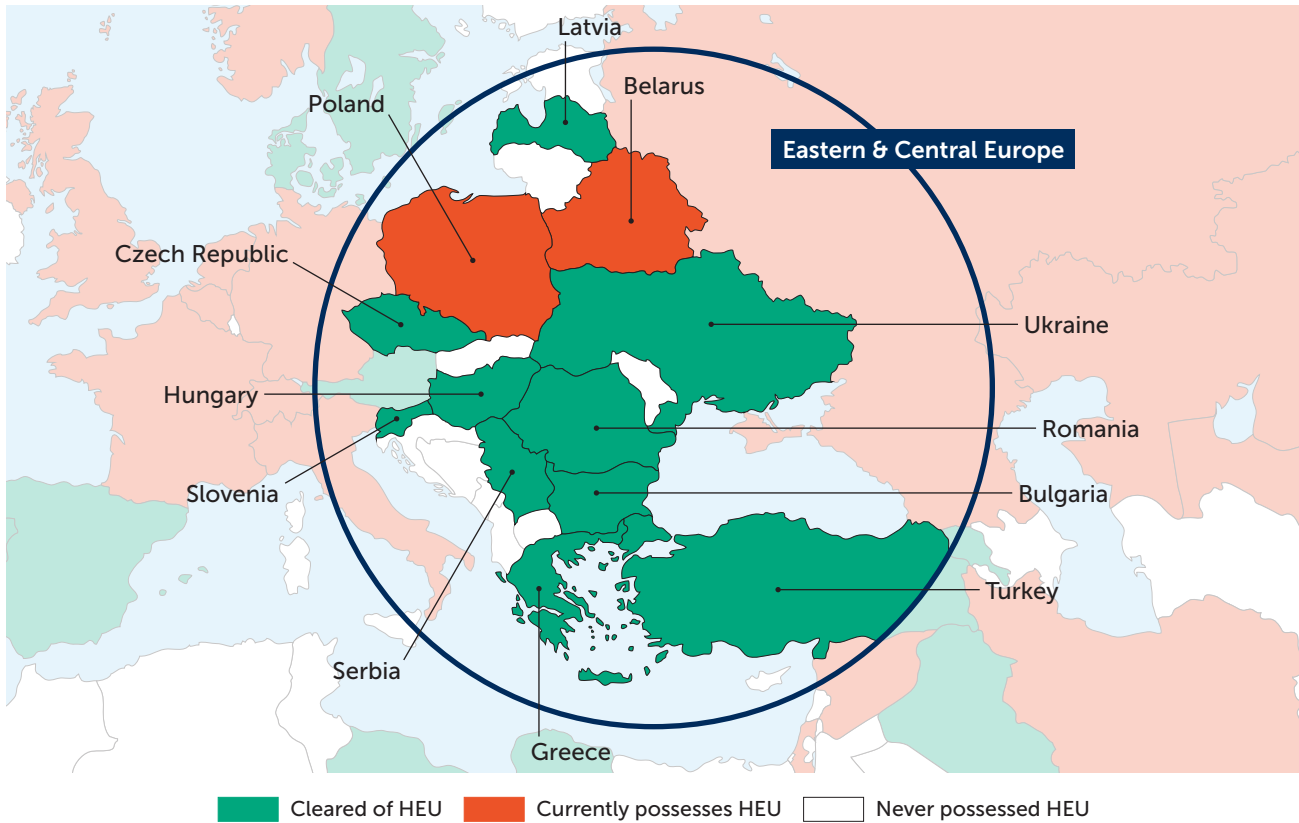 Latvia
Belarus
Poland
Eastern & Central Europe
Czech Republic
Ukraine
Hungary
Romania
Slovenia
Bulgaria
Turkey
Serbia
Greece
Cleared of HEU
Currently possesses HEU
Never possessed HEU